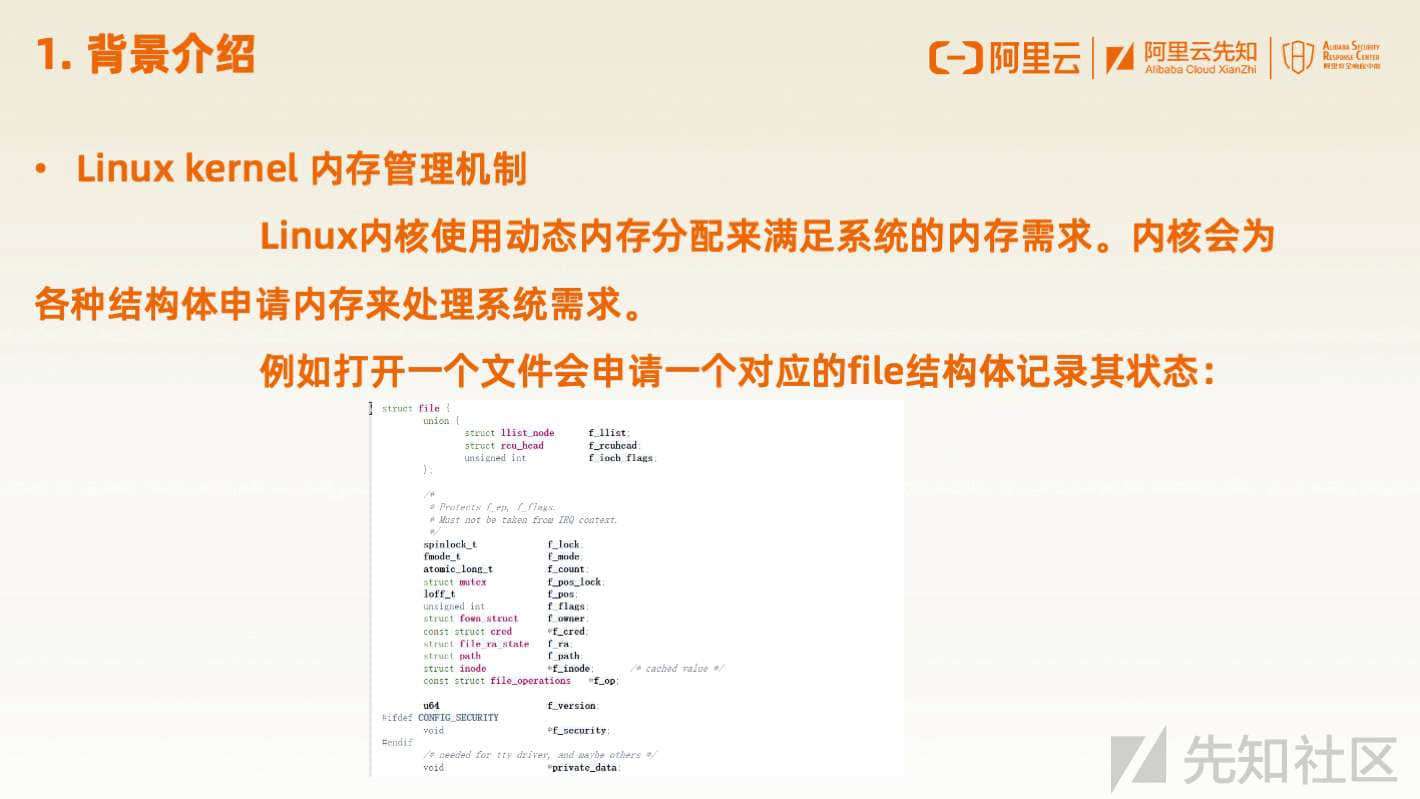 1. 背景介绍
阿里云
阿里云先知
Alibaba Cloud XianZhi
ALIBABA SECURITY
RESPONSE CENTER
阿里安全响应中心
• Linux kernel 内存管理机制
Linux内核使用动态内存分配来满足系统的内存需求。内核会为
各种结构体申请内存来处理系统需求。
例如打开一个文件会申请一个对应的file结构体记录其状态：
struct file {
union {
struct llist_node f_llist;
struct rcu_head f_rcuhead;
unsigned int f_iocb_flags;
};
/*
* Protects f_ep, f_flags.
* Must not be taken from IRQ context.
*/
spinlock_t f_lock;
fmode_t f_mode;
atomic_long_t f_count;
struct mutex f_pos_lock;
loff_t f_pos;
unsigned int f_flags;
struct fown_struct f_owner;
const struct cred *f_cred;
struct file_ra_state f_ra;
struct path f_path;
struct inode *f_inode; /* cached value */
const struct file_operations *f_op;
u64 f_version;
#ifdef CONFIG_SECURITY
void *f_security;
#endif
/* needed for tty driver, and maybe others */
void *private_data;
先知社区